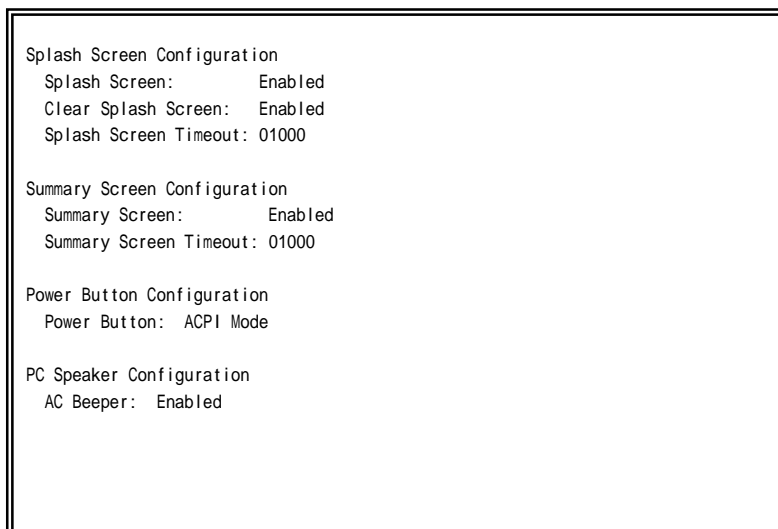 Splash Screen Configuration
Splash Screen: Enabled
Clear Splash Screen: Enabled
Splash Screen Timeout: 01000
Summary Screen Configuration
Summary Screen: Enabled
Summary Screen Timeout: 01000
Power Button Configuration
Power Button: ACPI Mode
PC Speaker Configuration
AC Beeper: Enabled